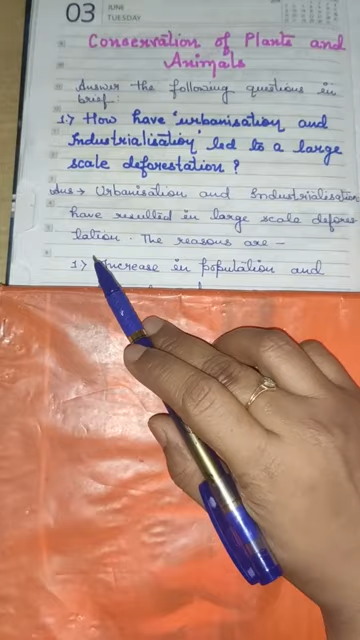 03
JUNE
TUESDAY
Conservation of Plants and
Animals
Answer the following questions in
brief.
1.> How have 'urbanisation and
Industrialisation' led to a large
scale deforestation?
Ans → Urbanisation and Industrialisation
have resulted in large scale defores
tation. The reasons are -
1.> Increase in population and